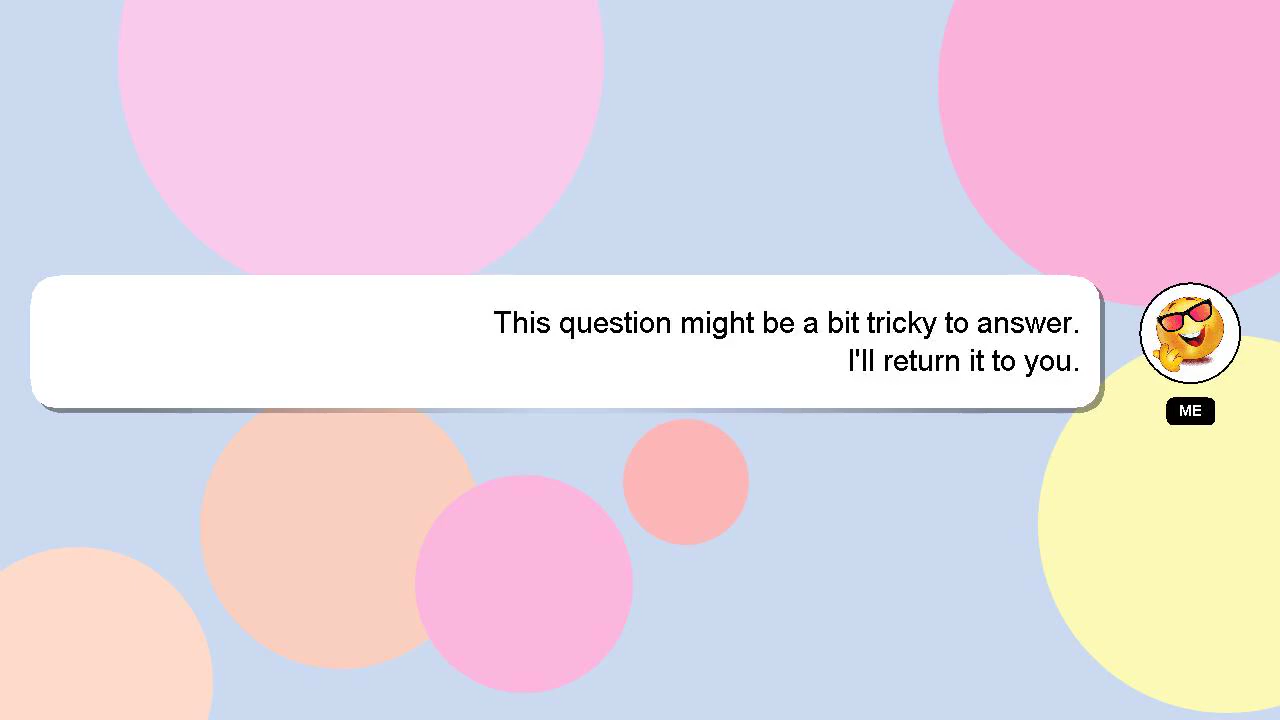 This question might be a bit tricky to answer.
I'll return it to you.
ME